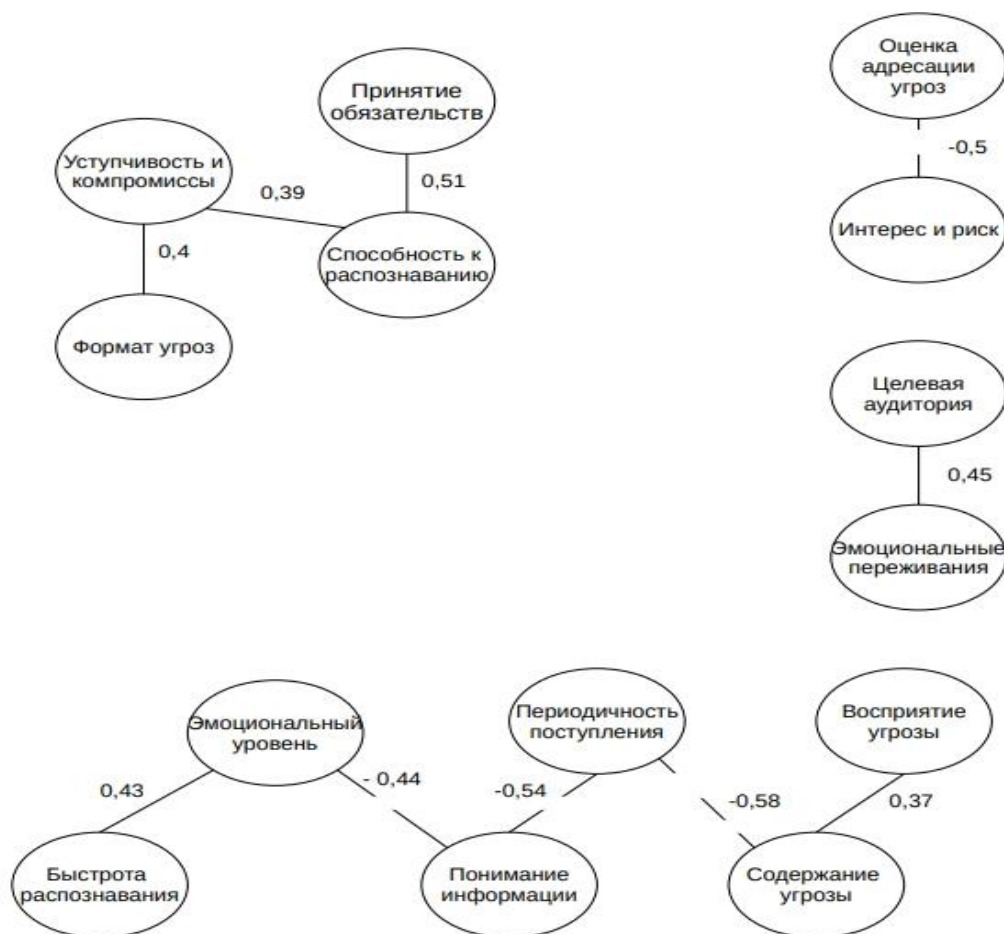 Оценка
адресации
угроз
-0,5
Интерес и риск
Принятие
обязательств
Уступчивость и
компромиссы
0,39
0,51
0,4
Способность к
распознаванию
Формат угроз
Целевая
аудитория
0,45
Эмоциональные
переживания
Эмоциональный
уровень
Периодичность
поступления
Восприятие
угрозы
0,43
- 0,44
-0,54
-0,58
0,37
Быстрота
распознавания
Понимание
информации
Содержание
угрозы